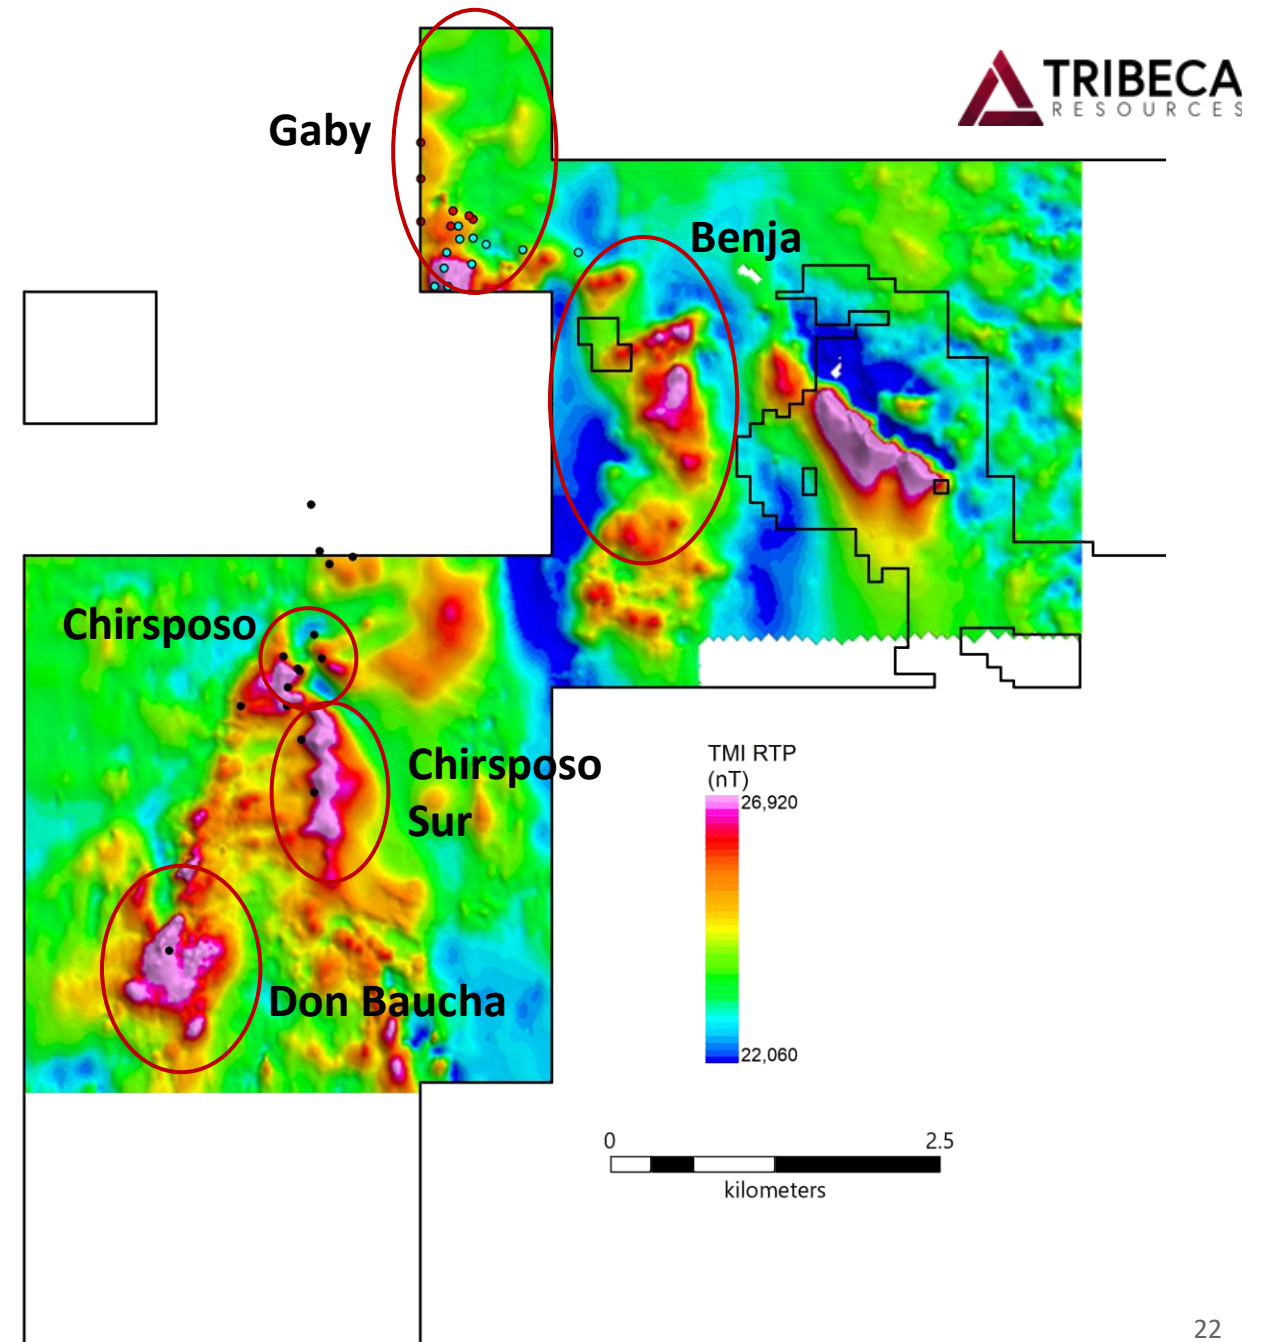 TRIBECA
RESOURCES
Gaby
Benja
Chirsposo
Chirsposo
Sur
Don Baucha
TMI RTP
(nT)
26,920
22,060
0 2.5
kilometers
22